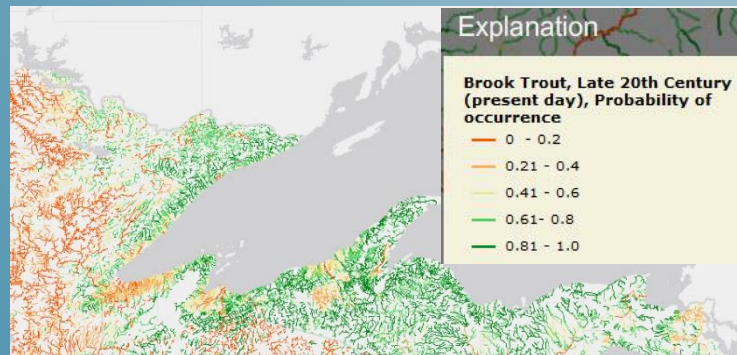 Explanation
Brook Trout, Late 20th Century
(present day), Probability of
occurrence
0 - 0.2
0.21 - 0.4
0.41 - 0.6
0.61- 0.8
0.81 - 1.0